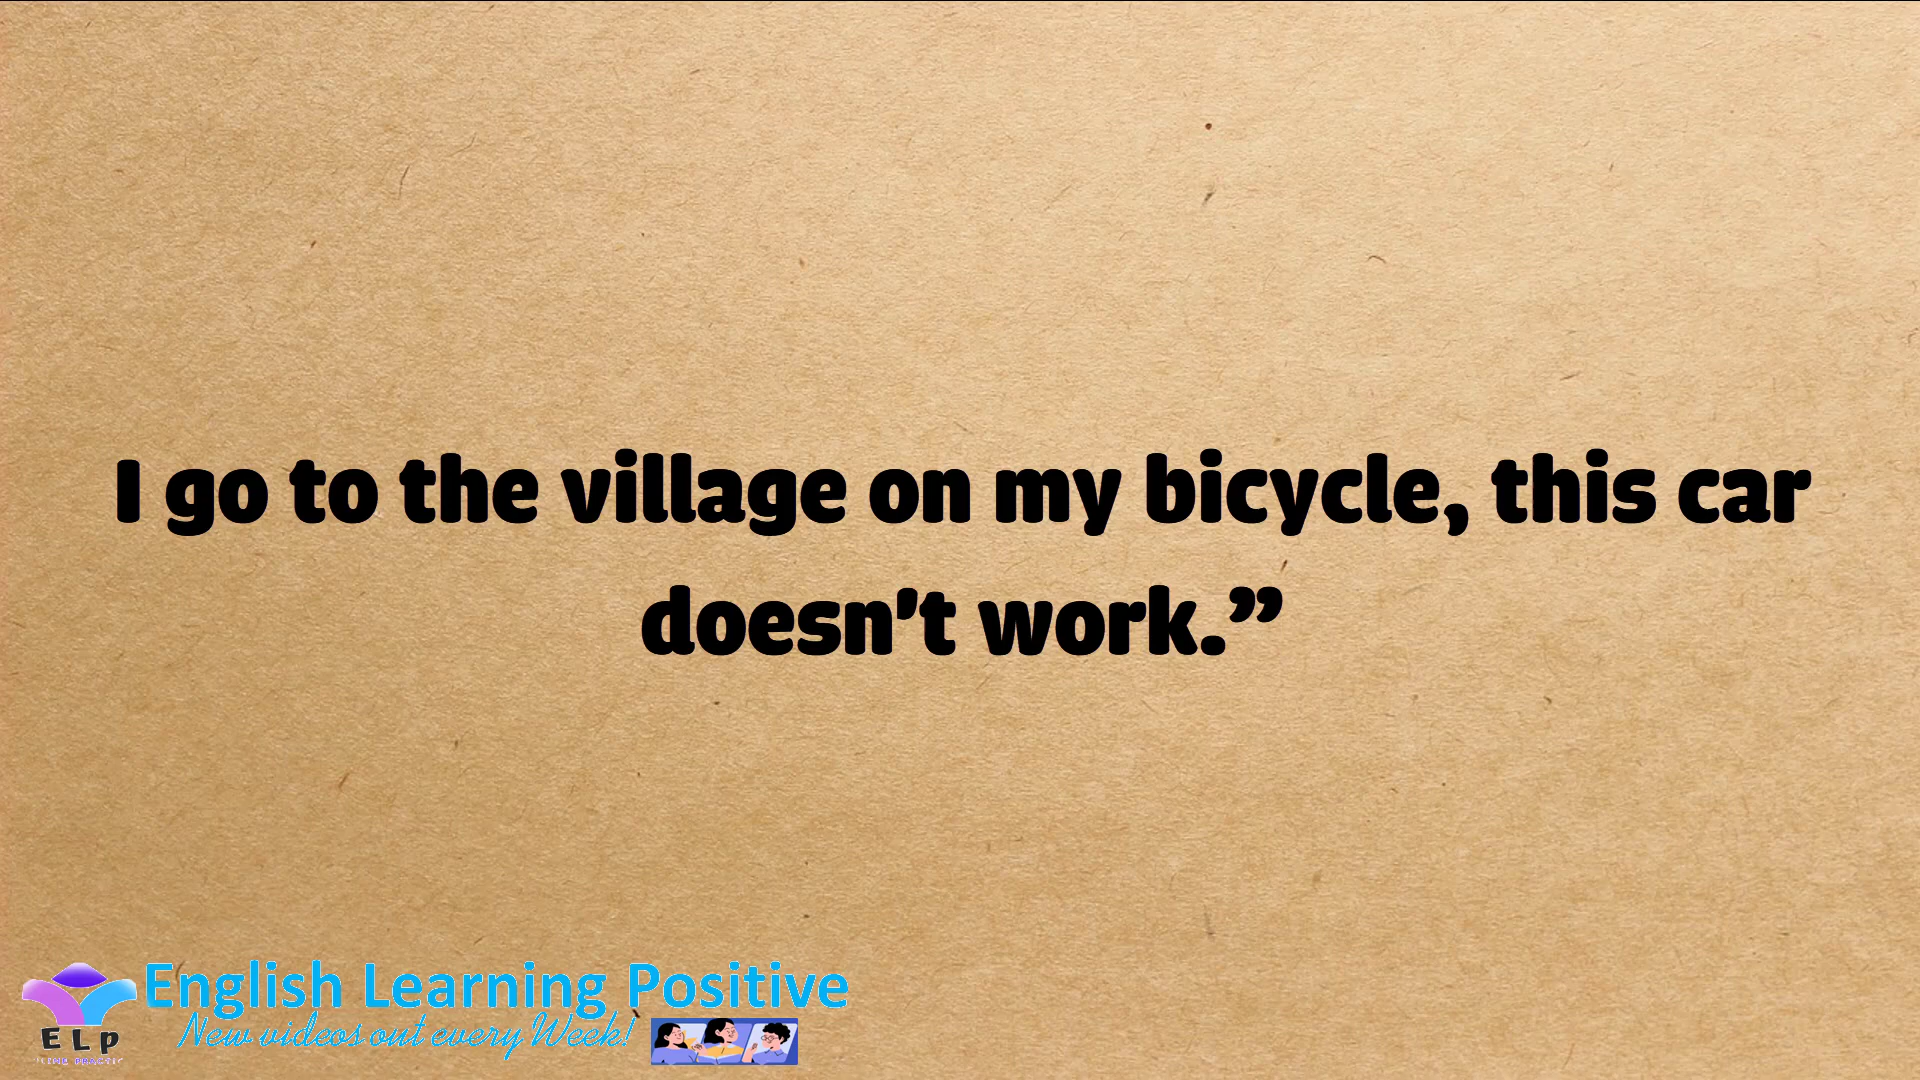 I go to the village on my bicycle, this car
doesn't work.”
English Learning Positive
New videos out every Week!
ELP